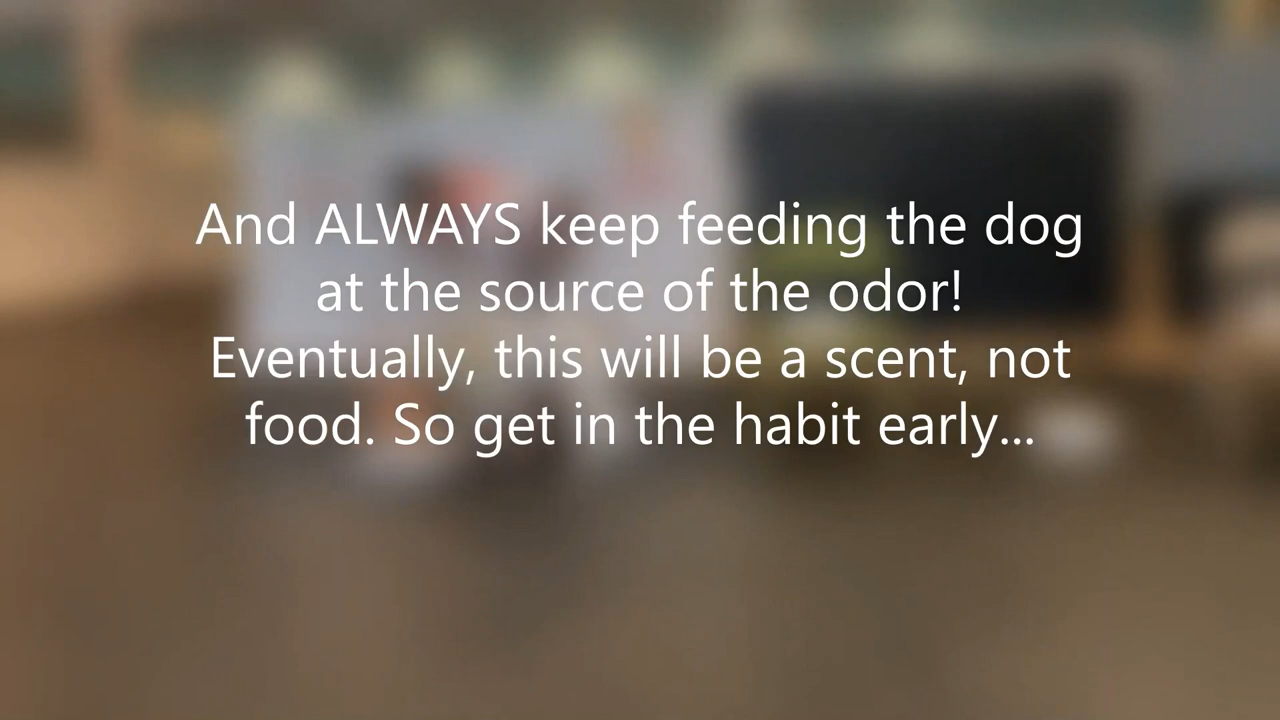 And ALWAYS keep feeding the dog
at the source of the odor!
Eventually, this will be a scent, not
food. So get in the habit early...